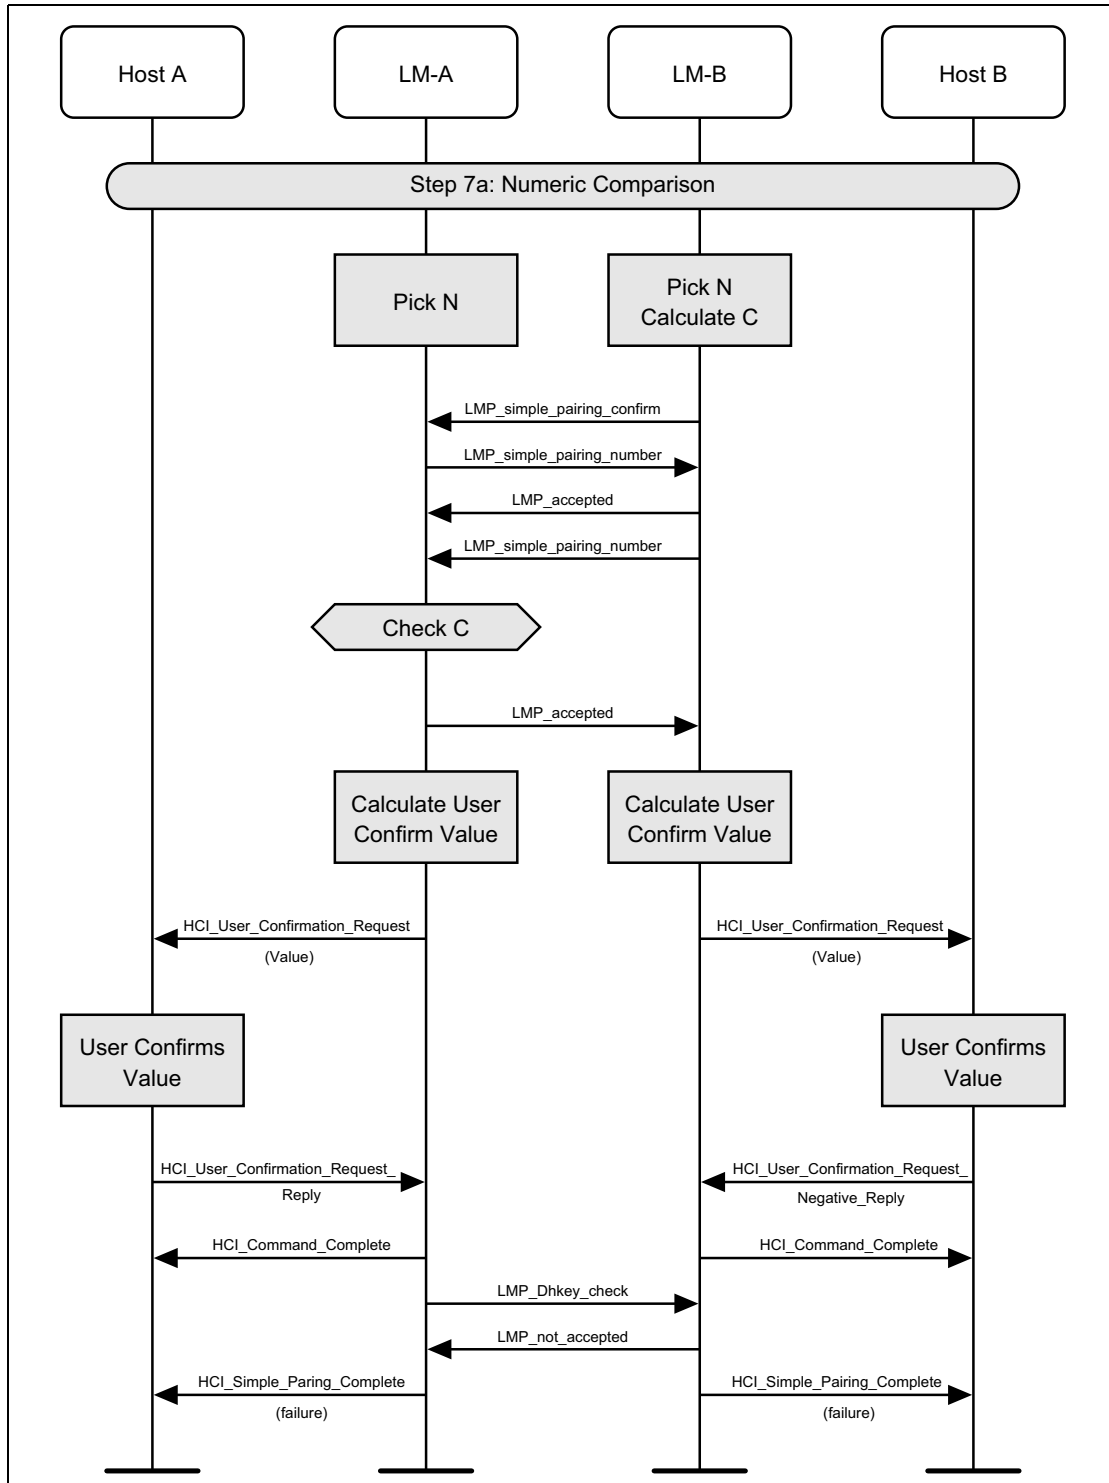 Host A
LM-A
LM-B
Host B
Step 7a: Numeric Comparison
Pick N
Pick N
Calculate C
LMP_simple_pairing_confirm
LMP_simple_pairing_number
LMP_accepted
LMP_simple_pairing_number
Check C
LMP_accepted
Calculate User
Confirm Value
Calculate User
Confirm Value
HCI_User_Confirmation_Request
(Value)
HCI_User_Confirmation_Request
(Value)
User Confirms
Value
User Confirms
Value
HCI_User_Confirmation_Request_
Reply
HCI_User_Confirmation_Request_
Negative_Reply
HCI_Command_Complete
HCI_Command_Complete
LMP_Dhkey_check
LMP_not_accepted
HCI_Simple_Paring_Complete
(failure)
HCI_Simple_Pairing_Complete
(failure)